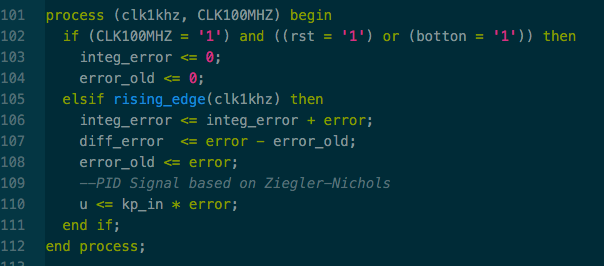 101 process (clk1khz, CLK100MHZ) begin
102   if (CLK100MHZ = '1') and ((rst = '1') or (botton = '1')) then
103     integ_error <= 0;
104     error_old <= 0;
105   elsif rising_edge(clk1khz) then
106     integ_error <= integ_error + error;
107     diff_error  <= error - error_old;
108     error_old <= error;
109     --PID Signal based on Ziegler-Nichols
110     u <= kp_in * error;
111   end if;
112 end process;